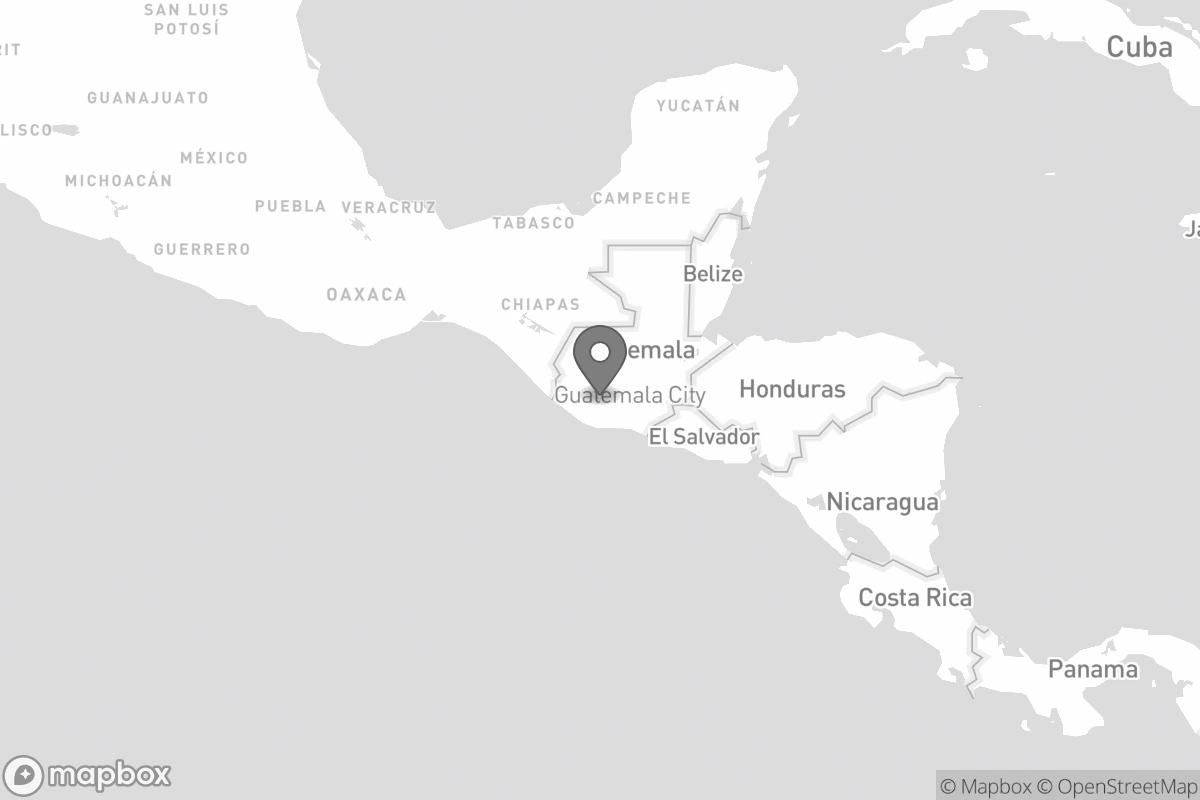 SAN LUIS
POTOSÍ
RIT
Cuba
GUANAJUATO
YUCATÁN
LISCO
MÉXICO
MICHOACÁN
PUEBLA
VERACRUZ
CAMPECHE
TABASCO
Ja
GUERRERO
Belize
OAXACA
CHIAPAS
emala
Honduras
Guatemala City
El Salvador
Nicaragua
Costa Rica
Panama
mapbox
© Mapbox © OpenStreetMap